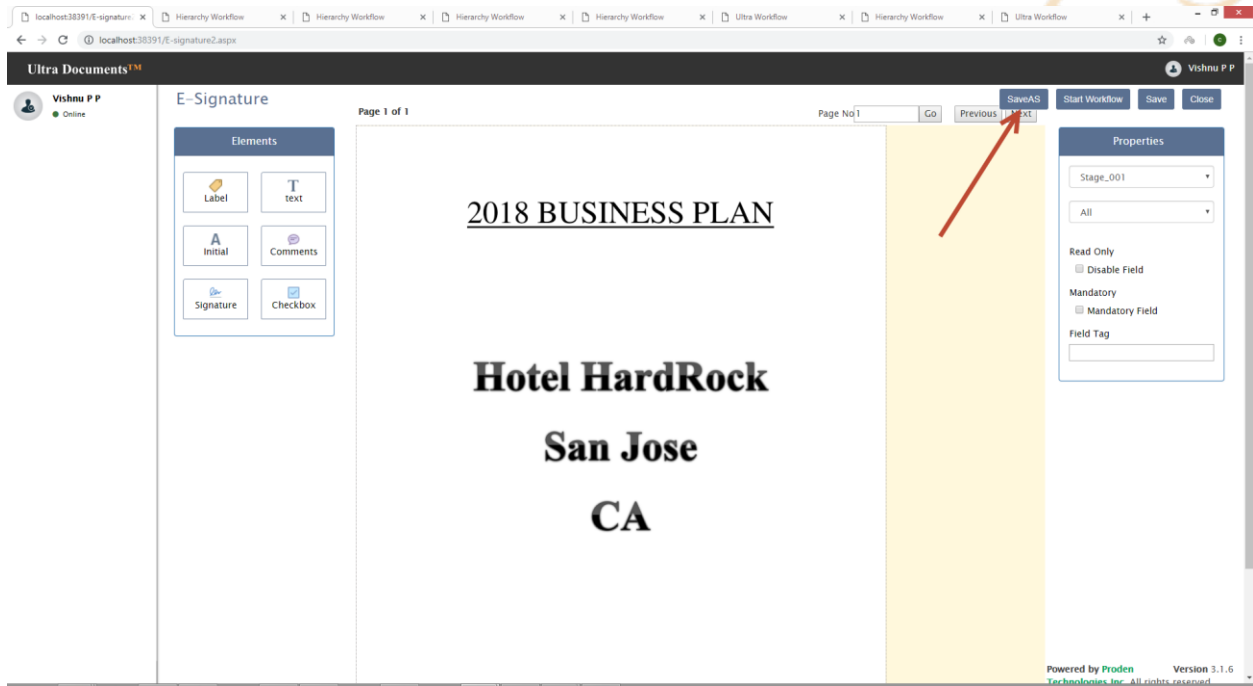 localhost:38391/E-signature
Hierarchy Workflow
Hierarchy Workflow
Hierarchy Workflow
Hierarchy Workflow
Ultra Workflow
Hierarchy Workflow
Ultra Workflow
localhost:38391/E-signature2.aspx
Ultra Documents™
Vishnu P P
Vishnu P P
Online
E-Signature
Page 1 of 1
Page No 1
Go
Previous
Next
SaveAS
Start Workflow
Save
Close
Elements
Label
T
text
A
Initial
Comments
Signature
Checkbox
2018 BUSINESS PLAN
Hotel HardRock
San Jose
CA
Properties
Stage_001
All
Read Only
Disable Field
Mandatory
Mandatory Field
Field Tag
Powered by Proden Version 3.1.6
Technologies Inc. All rights reserved